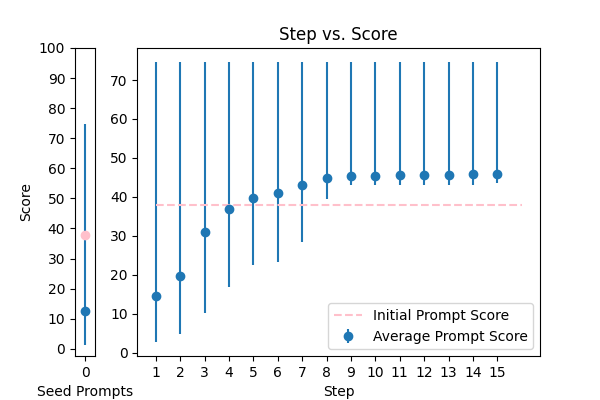 Step vs. Score
Score
100
90
80
70
60
50
40
30
20
10
0
0
Seed Prompts
70
60
50
40
30
20
10
0
1 2 3 4 5 6 7 8 9 10 11 12 13 14 15
Step
Initial Prompt Score
Average Prompt Score